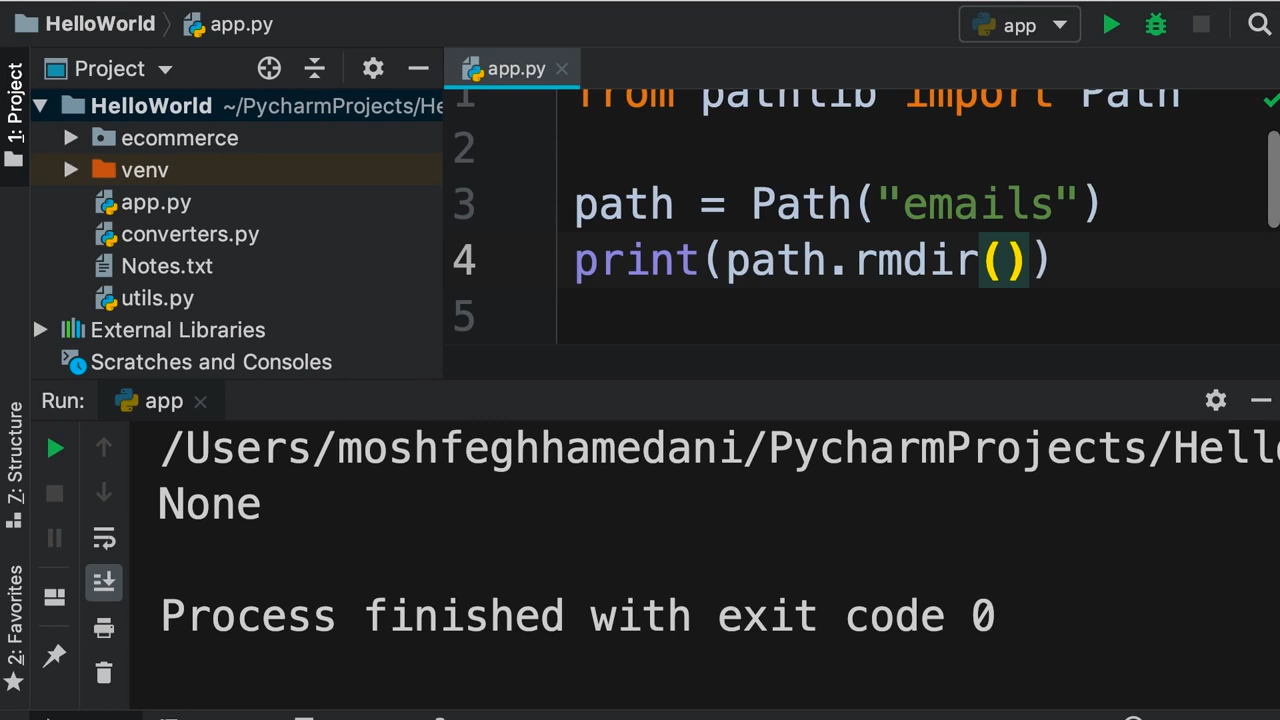 HelloWorld
app.py
app
1: Project
Project
app.py
HelloWorld ~/PycharmProjects/He
ecommerce
venv
app.py
converters.py
Notes.txt
utils.py
External Libraries
Scratches and Consoles
1 from pathlib import Path
2
3 path = Path("emails")
4 print(path.rmdir())
5
Run: app
7: Structure
2: Favorites
/Users/moshfeghhamedani/PycharmProjects/Hello
None
Process finished with exit code 0